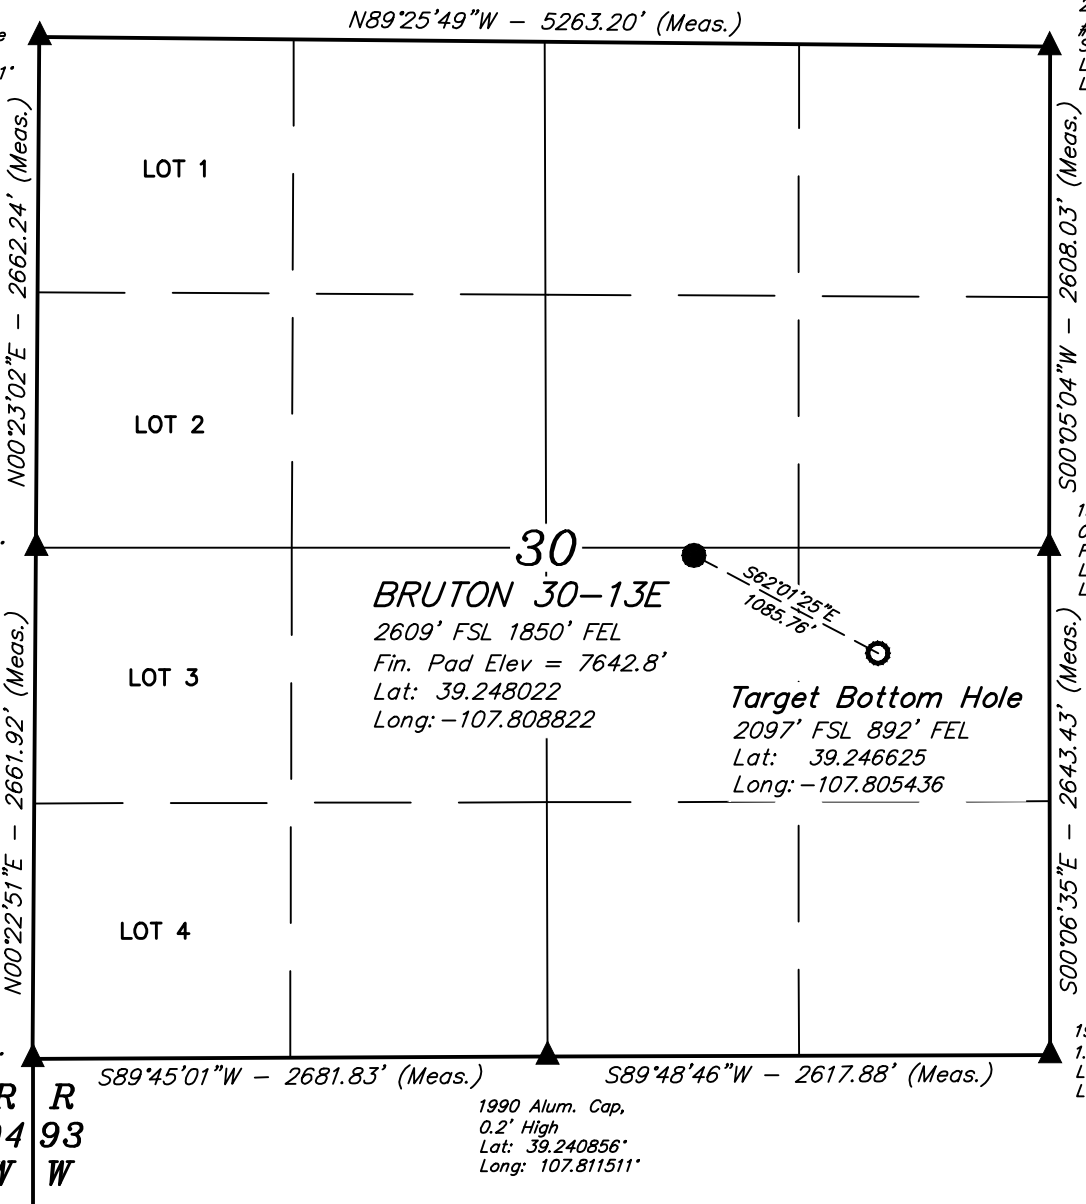 N89°25'49"W - 5263.20' (Meas.)
N00°23'02"E - 2662.24' (Meas.)
S00°05'04"W - 2608.03' (Meas.)
LOT 1
LOT 2
30
BRUTON 30-13E
2609' FSL 1850' FEL
Fin. Pad Elev = 7642.8'
Lat: 39.248022
Long: -107.808822
S62°01'25"E
1085.76'
Target Bottom Hole
2097' FSL 892' FEL
Lat: 39.246625
Long: -107.805436
N00°22'51"E - 2661.92' (Meas.)
S00°06'35"E - 2643.43' (Meas.)
LOT 3
LOT 4
S89°45'01"W - 2681.83' (Meas.)
S89°48'46"W - 2617.88' (Meas.)
1990 Alum. Cap,
0.2' High
Lat: 39.240856°
Long: 107.811511°
R R
93
W W